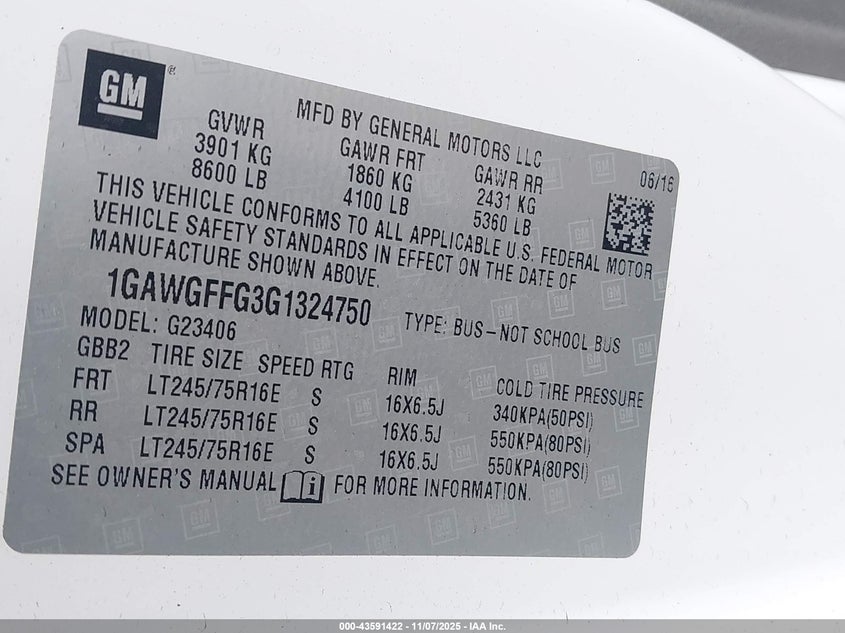 GM®
MFD BY GENERAL MOTORS LLC
06/16
GVWR GAWR FRT GAWR RR
3901 KG 1860 KG 2431 KG
8600 LB 4100 LB 5360 LB
THIS VEHICLE CONFORMS TO ALL APPLICABLE U.S. FEDERAL MOTOR
VEHICLE SAFETY STANDARDS IN EFFECT ON THE DATE OF
MANUFACTURE SHOWN ABOVE.
1GAWGFFG3G1324750 TYPE: BUS–NOT SCHOOL BUS
MODEL: G23406
GBB2 TIRE SIZE SPEED RTG RIM COLD TIRE PRESSURE
FRT LT245/75R16E S 16X6.5J 340KPA(50PSI)
RR LT245/75R16E S 16X6.5J 550KPA(80PSI)
SPA LT245/75R16E S 16X6.5J 550KPA(80PSI)
SEE OWNER'S MANUAL i FOR MORE INFORMATION.
000-43591422 - 11/07/2025 - IAA Inc.